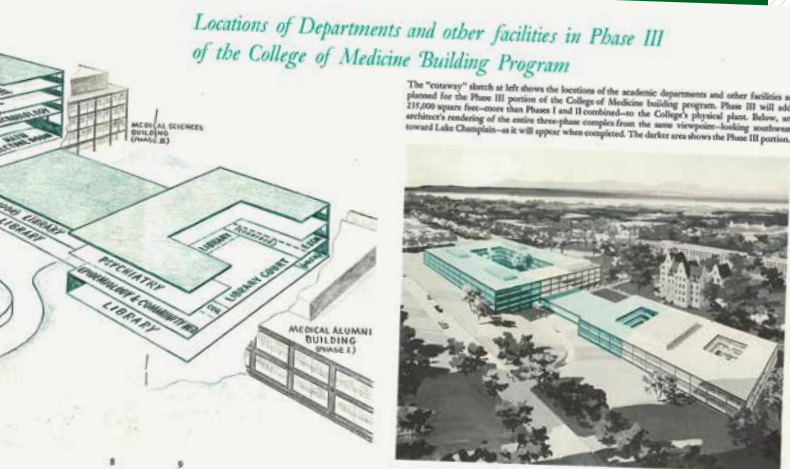 Locations of Departments and other facilities in Phase III
of the College of Medicine Building Program
The "cutaway" sketch at left shows the locations of the academic departments and other facilities
planned for the Phase III portion of the College of Medicine building program. Phase III will
235,000 square feet—more than Phases I and II combined—to the College's physical plant. Below,
architect's rendering of the entire three-phase complex from the same viewpoint—looking
toward Lake Champlain—as it will appear when completed. The darker area shows the Phase III portion.
MEDICAL SCIENCES
BUILDING
(PHASE II)
MAIN
LIBRARY
LIBRARY
PSYCHIATRY
EPIDEMIOLOGY & COMMUNITY MED
LIBRARY
LIBRARY
LIBRARY COURT
MEDICAL ALUMNI
BUILDING
(PHASE I)
8 9